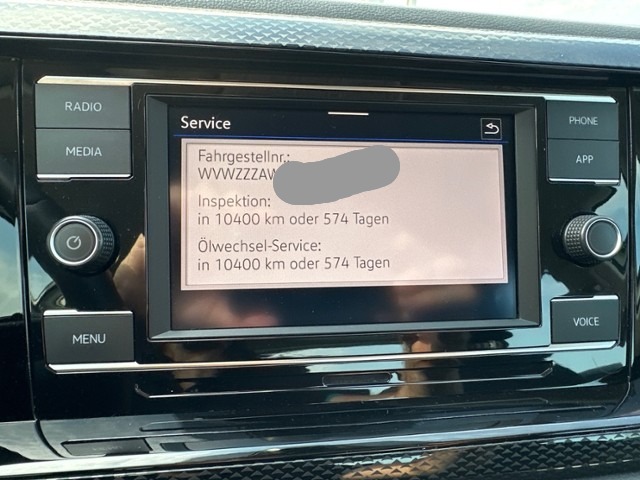 RADIO
MEDIA
MENU
Service
Fahrgestellnr.:
WVWZZZAW
Inspektion:
in 10400 km oder 574 Tagen
Ölwechsel-Service:
in 10400 km oder 574 Tagen
PHONE
APP
VOICE